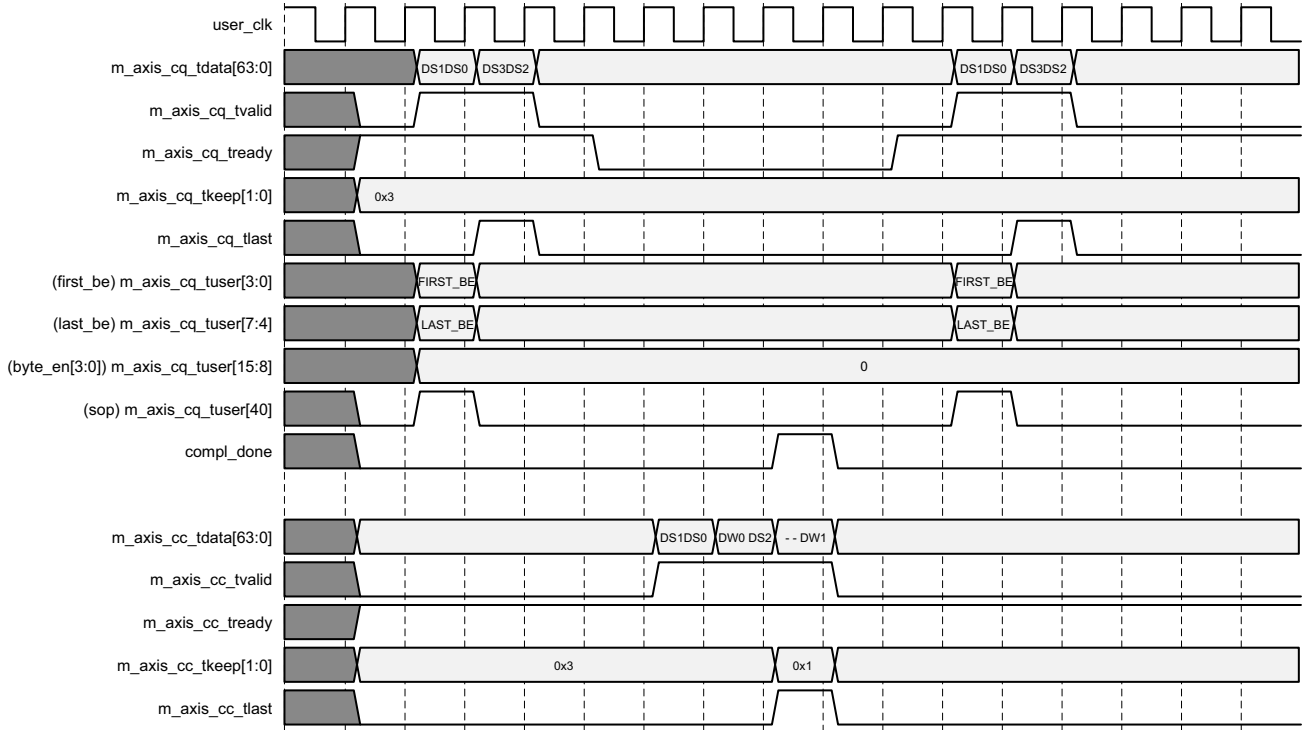 user_clk
m_axis_cq_tdata[63:0] DS1DS0 DS3DS2 DS1DS0 DS3DS2
m_axis_cq_tvalid
m_axis_cq_tready
m_axis_cq_tkeep[1:0] 0x3
m_axis_cq_tlast
(first_be) m_axis_cq_tuser[3:0] FIRST_BE FIRST_BE
(last_be) m_axis_cq_tuser[7:4] LAST_BE LAST_BE
(byte_en[3:0]) m_axis_cq_tuser[15:8] 0
(sop) m_axis_cq_tuser[40]
compl_done
m_axis_cc_tdata[63:0] DS1DS0 DW0 DS2 - - DW1
m_axis_cc_tvalid
m_axis_cc_tready
m_axis_cc_tkeep[1:0] 0x3 0x1
m_axis_cc_tlast